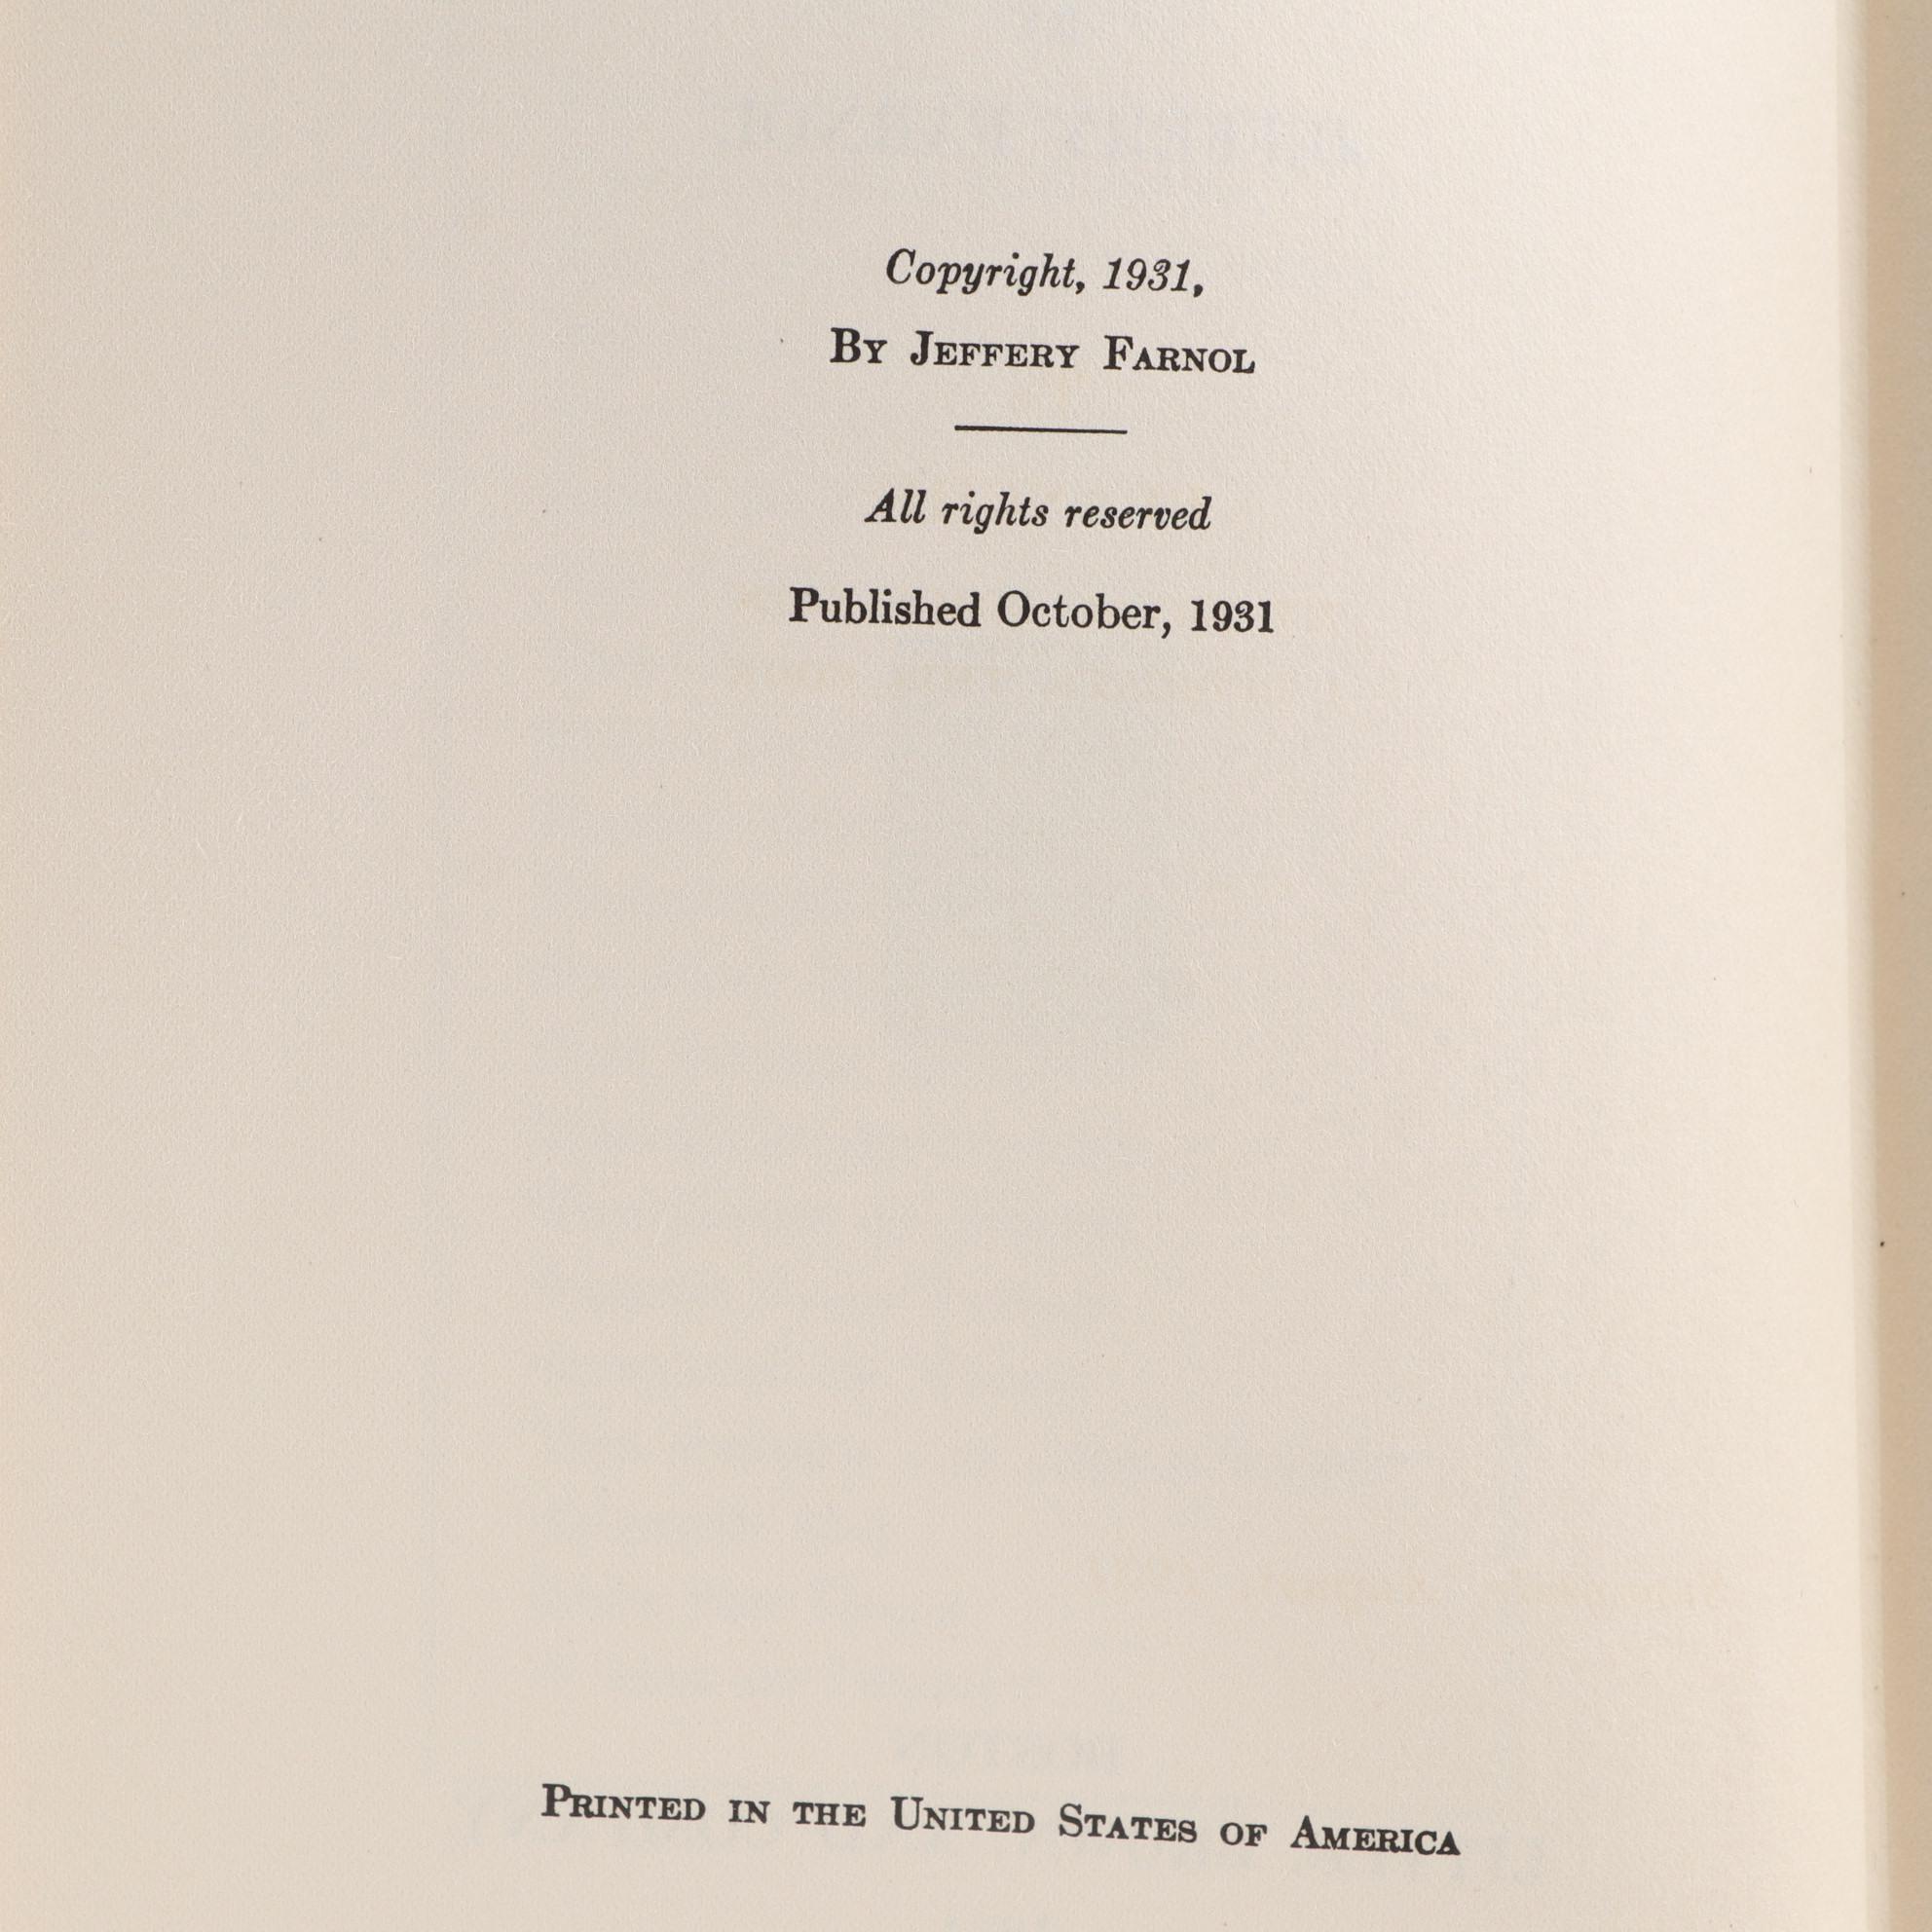 Copyright, 1931,
By Jeffery Farnol
All rights reserved
Published October, 1931
Printed in the United States of America